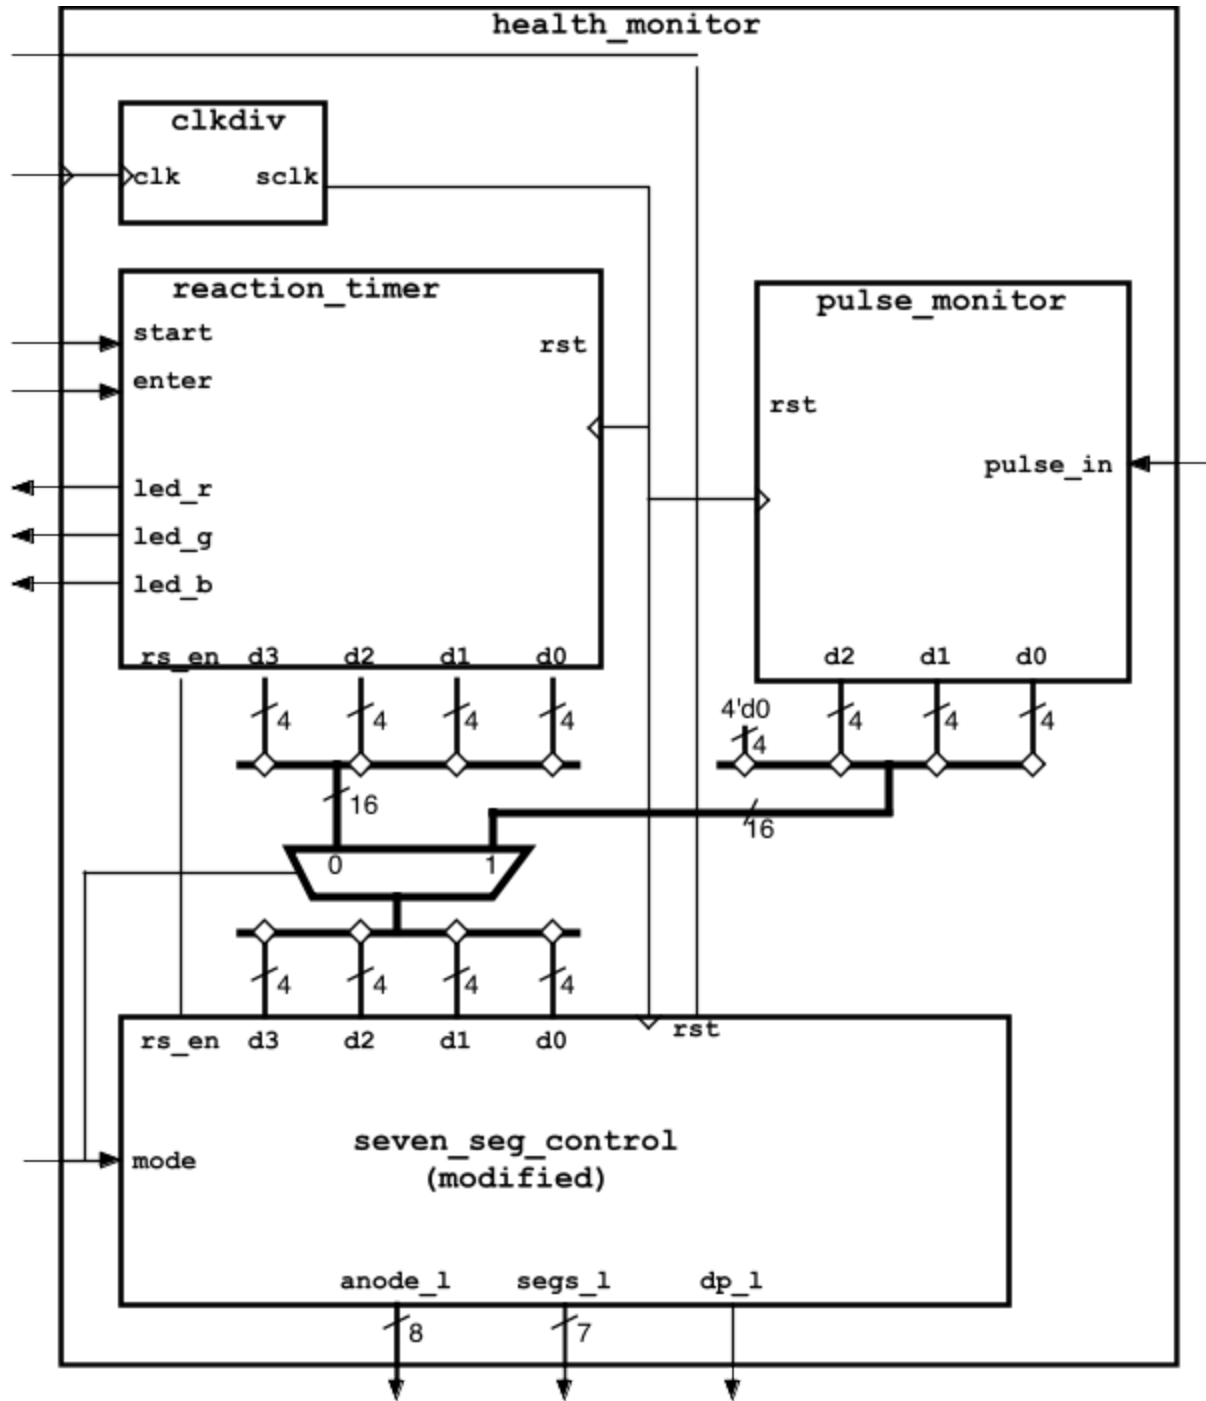 health_monitor
clkdiv
clk sclk
reaction_timer
start
rst
enter
led_r
led_g
led_b
rs_en d3 d2 d1 d0
pulse_monitor
rst
pulse_in
d2 d1 d0
4 4 4 4
4'd0
4 4 4 4
16
16
0 1
4 4 4 4
rs_en d3 d2 d1 d0 rst
mode
seven_seg_control
(modified)
anode_l segs_l dp_l
8 7